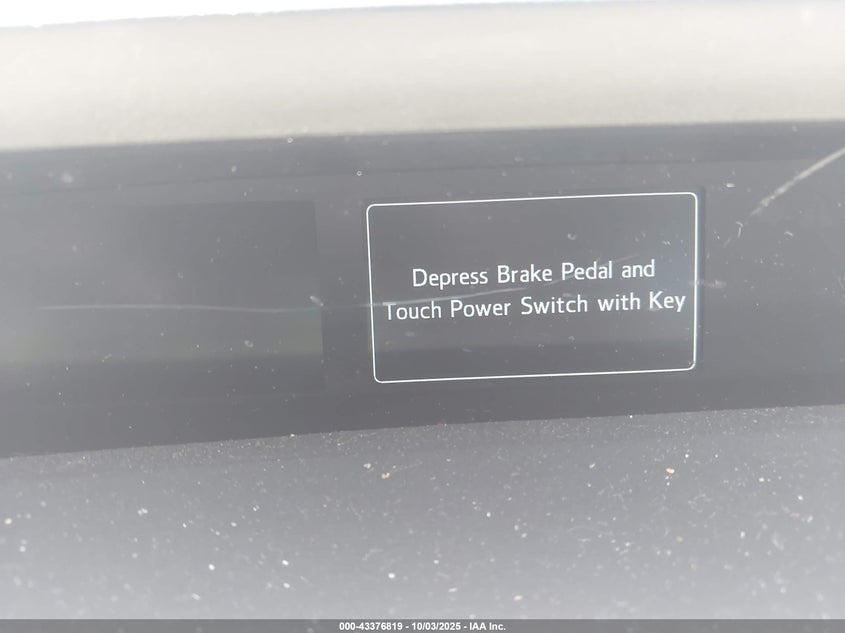 Depress Brake Pedal and
Touch Power Switch with Key
000-43376819 - 10/03/2025 - IAA Inc.